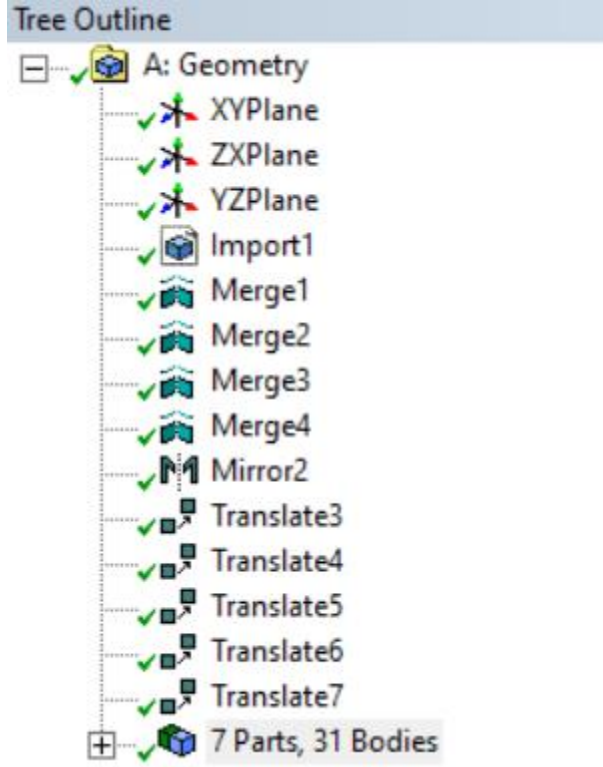 Tree Outline
A: Geometry
XYPlane
ZXPlane
YZPlane
Import1
Merge1
Merge2
Merge3
Merge4
Mirror2
Translate3
Translate4
Translate5
Translate6
Translate7
7 Parts, 31 Bodies